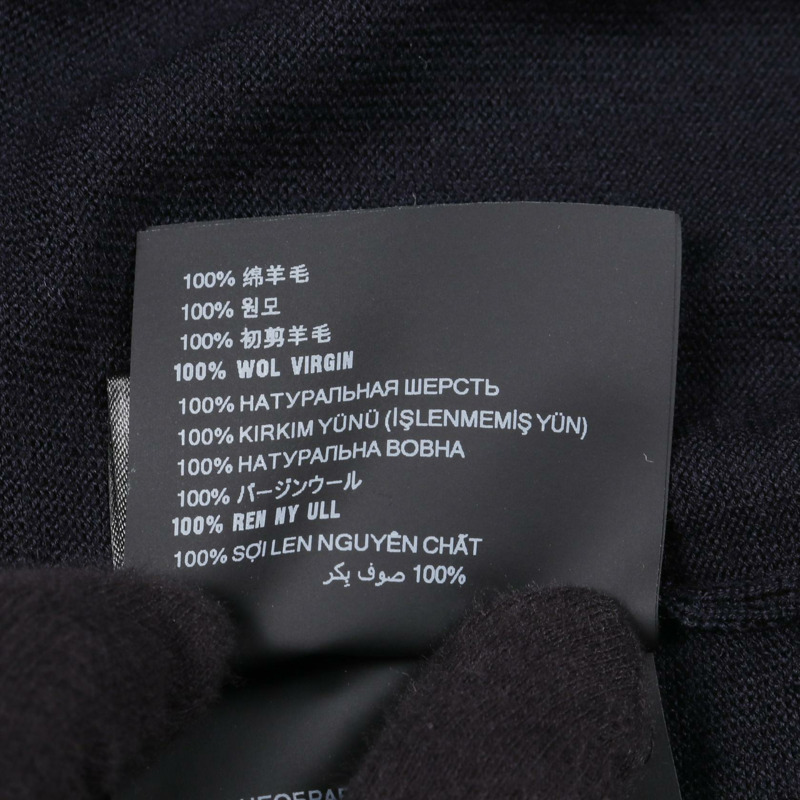 100% 绵羊毛
100% 원모
100% 初剪羊毛
100% WOL VIRGIN
100% НАТУРАЛЬНАЯ ШЕРСТЬ
100% KIRKIM YÜNÜ (İŞLENMEMİŞ YÜN)
100% НАТУРАЛЬНА ВОВНА
100% バージンウール
100% REN NY ULL
100% SỢI LEN NGUYÊN CHẤT
100% صوف بكر